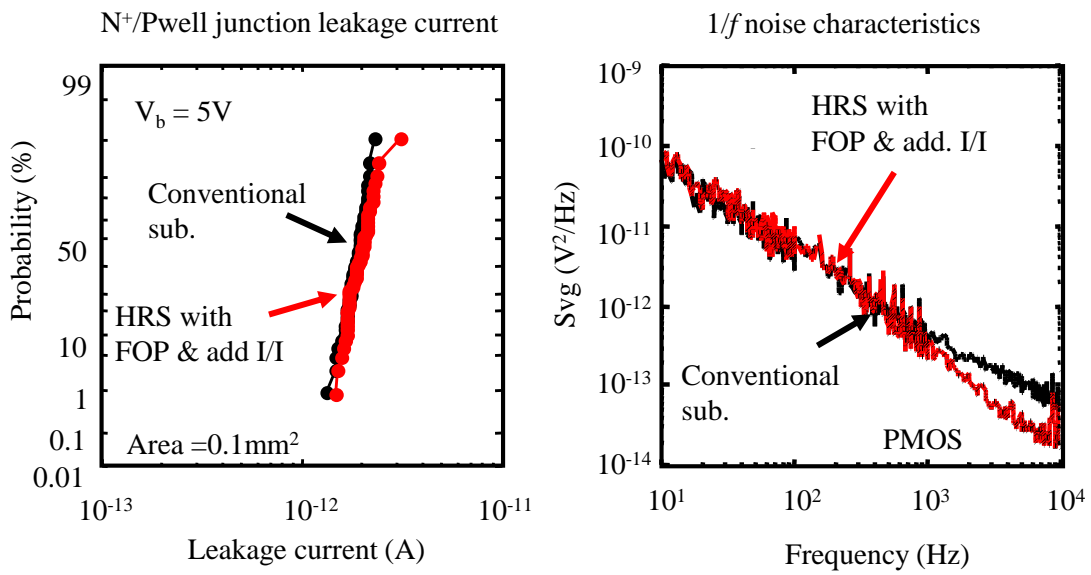 N⁺/Pwell junction leakage current
99
V_b = 5V
Conventional
sub.
50
HRS with
FOP & add I/I
10
1
Area =0.1mm²
0.1
0.01
10⁻¹³
10⁻¹²
10⁻¹¹
Probability (%)
Leakage current (A)
1/f noise characteristics
10⁻⁹
HRS with
FOP & add. I/I
10⁻¹⁰
10⁻¹¹
10⁻¹²
10⁻¹³
Conventional
sub.
PMOS
10⁻¹⁴
10¹
10²
10³
10⁴
Svg (V²/Hz)
Frequency (Hz)